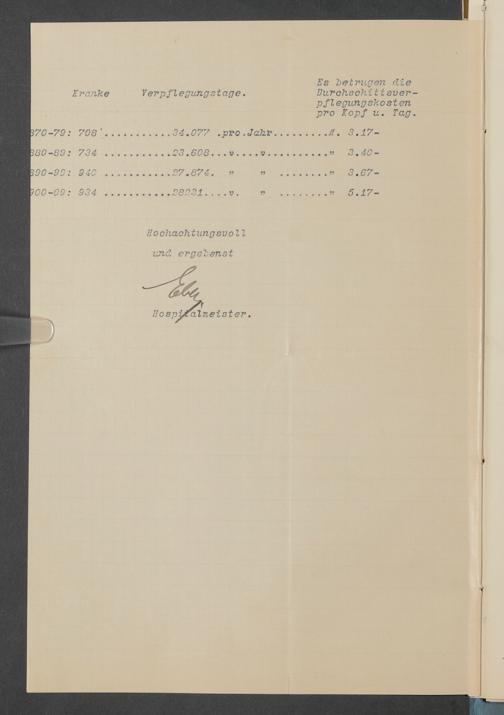 Es betrugen die
Kranke Verpflegungstage. Durchschittsver-
pflegungskosten
pro Kopf u. Tag.
870-79: 708 ...........34.077 .pro.Jahr.........M. 3.17-
880-89: 734 ...........23.608...".....".........." 3.40-
890-99: 940 ...........27.874. " " ........" 3.67-
900-09: 934 ...........28231....". " ........" 5.17-
Hochachtungsvoll
und ergebenst
Hospitalmeister.